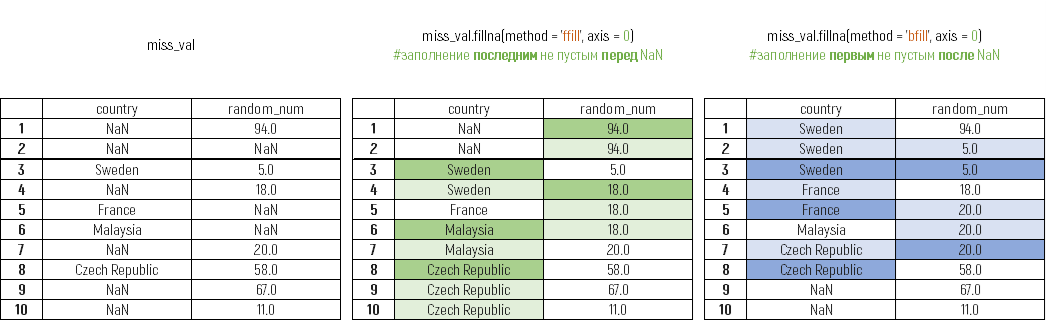 miss_val
miss_val.fillna(method = 'ffill', axis = 0)
#заполнение последним не пустым перед NaN
miss_val.fillna(method = 'bfill', axis = 0)
#заполнение первым не пустым после NaN
country random_num
1 NaN 94.0
2 NaN NaN
3 Sweden 5.0
4 NaN 18.0
5 France NaN
6 Malaysia NaN
7 NaN 20.0
8 Czech Republic 58.0
9 NaN 67.0
10 NaN 11.0
country random_num
1 NaN 94.0
2 NaN 94.0
3 Sweden 5.0
4 Sweden 18.0
5 France 18.0
6 Malaysia 18.0
7 Malaysia 20.0
8 Czech Republic 58.0
9 Czech Republic 67.0
10 Czech Republic 11.0
country random_num
1 Sweden 94.0
2 Sweden 5.0
3 Sweden 5.0
4 France 18.0
5 France 20.0
6 Malaysia 20.0
7 Czech Republic 20.0
8 Czech Republic 58.0
9 NaN 67.0
10 NaN 11.0